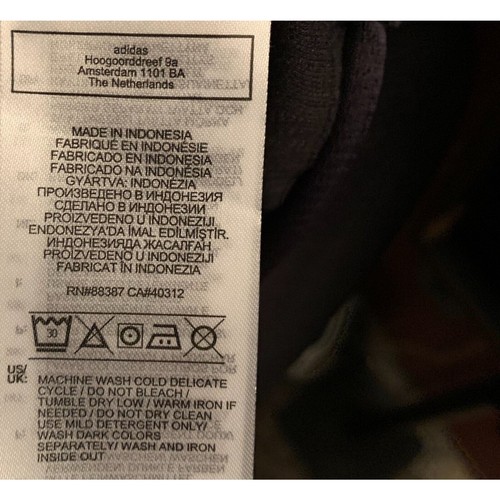 adidas
Hoogoorddreef 9a
Amsterdam 1101 BA
The Netherlands
MADE IN INDONESIA
FABRIQUÉ EN INDONÉSIE
FABRICADO EN INDONESIA
FABRICADO NA INDONÉSIA
GYÁRTVA: INDONÉZIA
ПРОИЗВЕДЕНО В ИНДОНЕЗИЯ
СДЕЛАНО В ИНДОНЕЗИИ
PROIZVEDENO U INDONEZIJI
ENDONEZYA'DA İMAL EDİLMİŞTİR.
ИНДОНЕЗИЯДА ЖАСАЛҒАН
PROIZVEDENO U INDONEZIJI
FABRICAT ÎN INDONEZIA
RN#88387 CA#40312
30
US/
UK: MACHINE WASH COLD DELICATE
CYCLE / DO NOT BLEACH /
TUMBLE DRY LOW / WARM IRON IF
NEEDED / DO NOT DRY CLEAN
USE MILD DETERGENT ONLY/
WASH DARK COLORS
SEPARATELY/ WASH AND IRON
INSIDE OUT